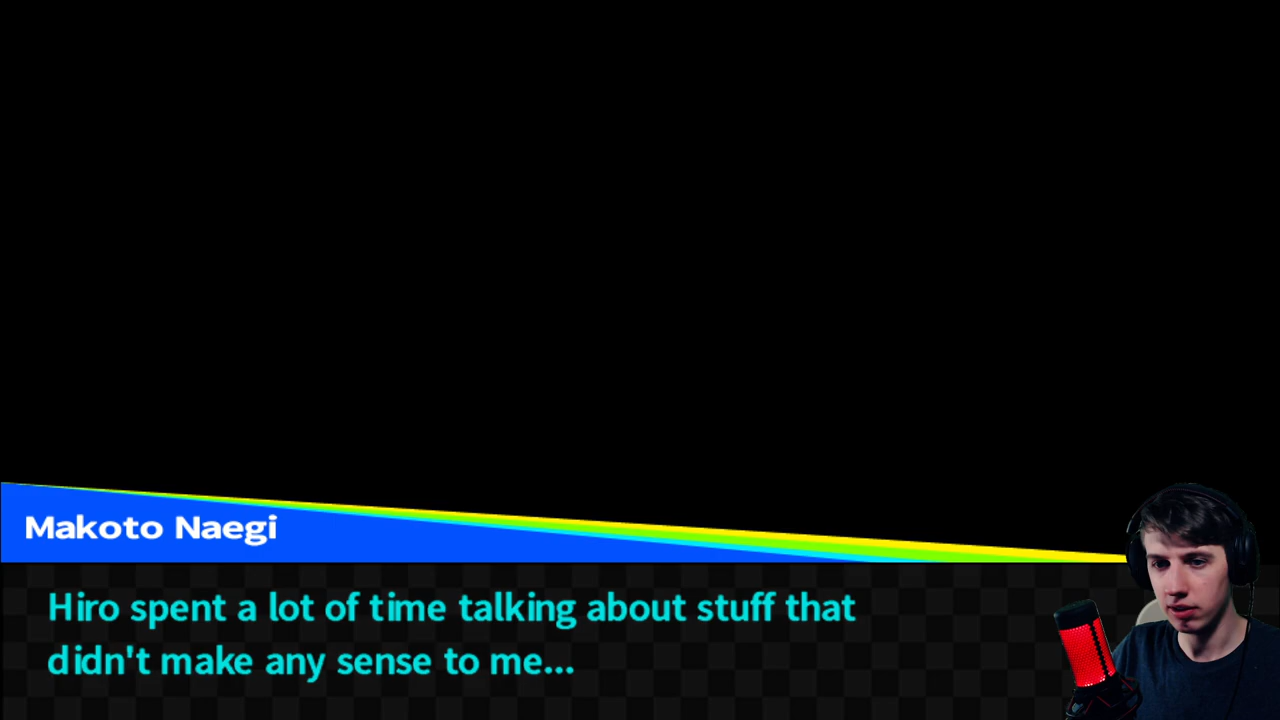 Makoto Naegi
Hiro spent a lot of time talking about stuff that
didn't make any sense to me...